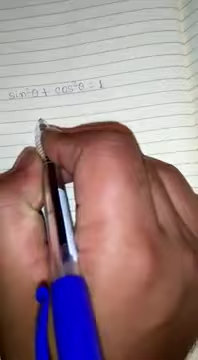 sin²θ + cos²θ = 1